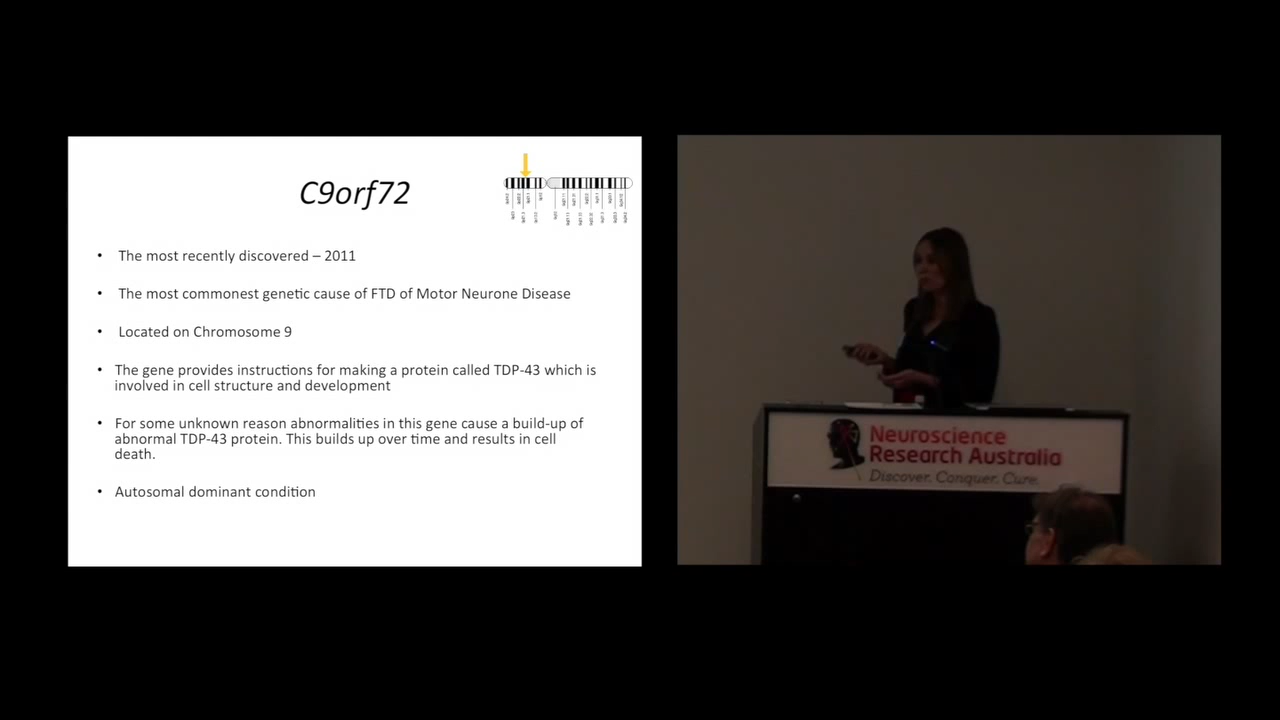 C9orf72
• The most recently discovered – 2011
• The most commonest genetic cause of FTD of Motor Neurone Disease
• Located on Chromosome 9
• The gene provides instructions for making a protein called TDP-43 which is
involved in cell structure and development
• For some unknown reason abnormalities in this gene cause a build-up of
abnormal TDP-43 protein. This builds up over time and results in cell
death.
• Autosomal dominant condition
Neuroscience
Research Australia
Discover. Conquer. Cure.